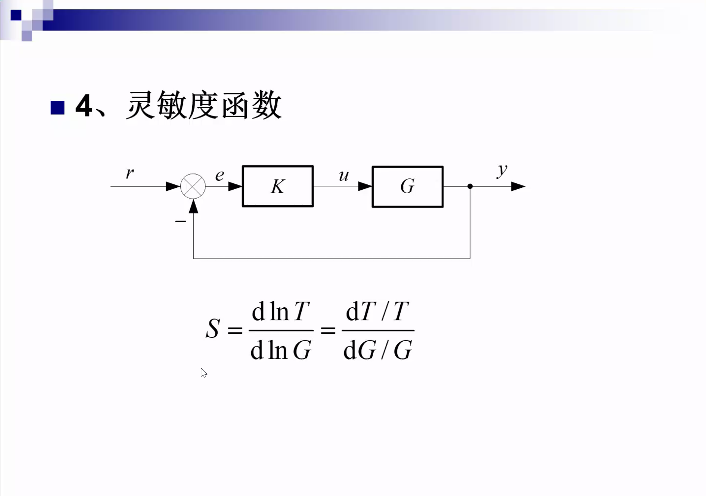 4、灵敏度函数
r e K u G y
−
S = d ln T / d ln G = dT / T / dG / G